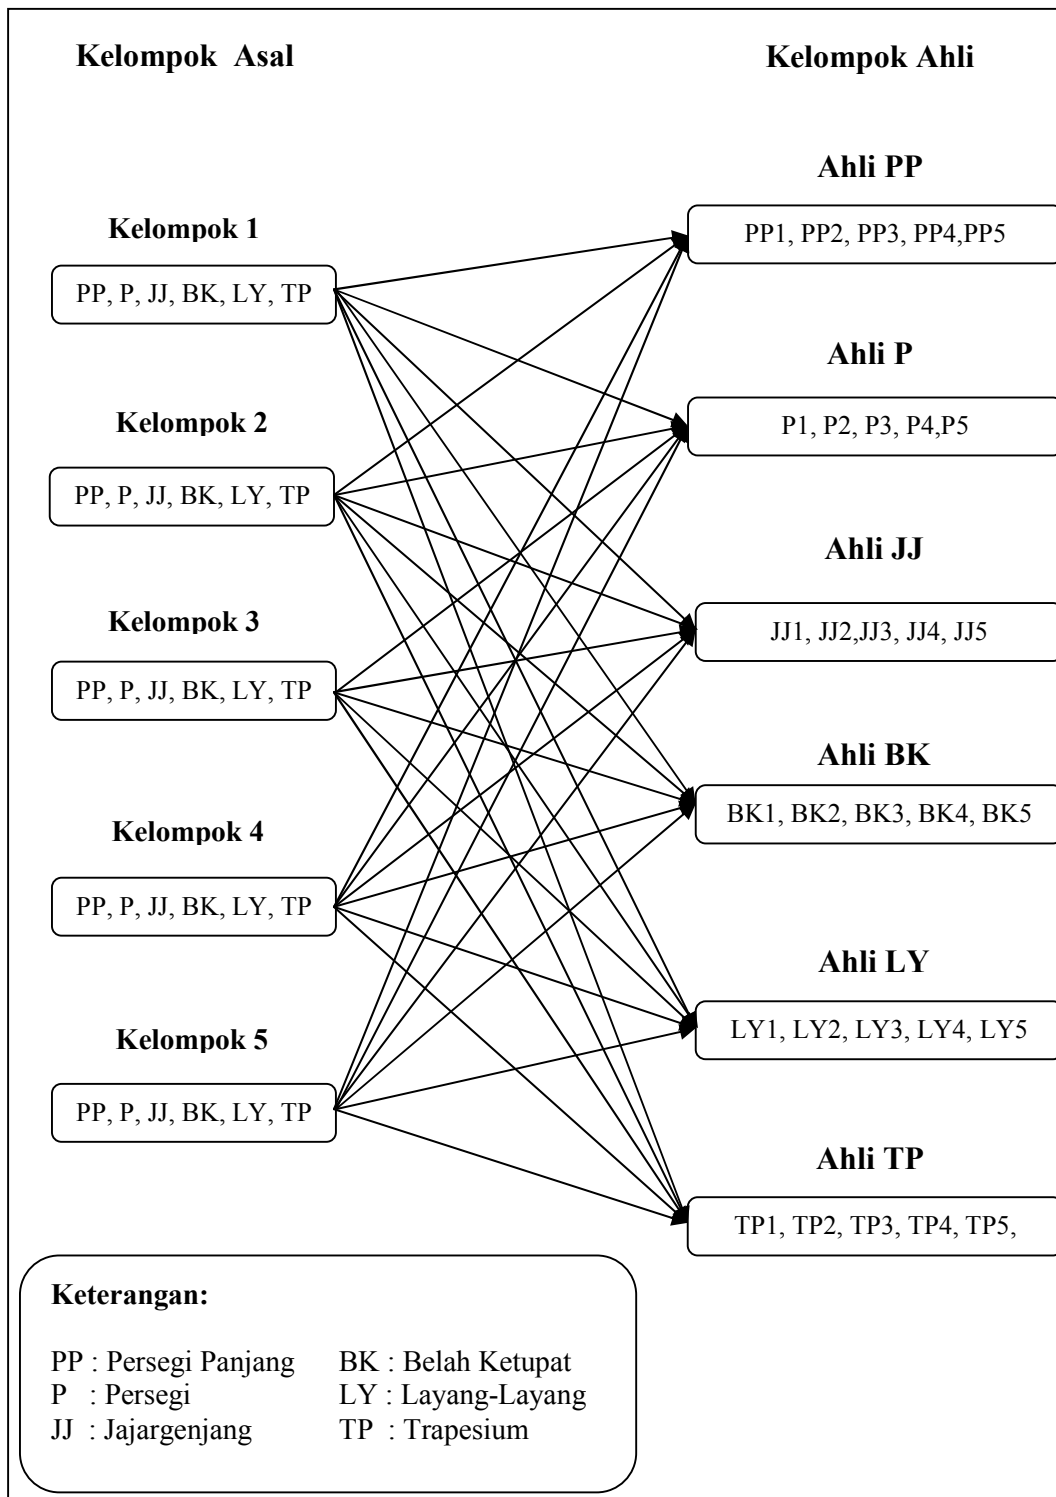 Kelompok Asal
Kelompok Ahli
Kelompok 1
PP, P, JJ, BK, LY, TP
Kelompok 2
PP, P, JJ, BK, LY, TP
Kelompok 3
PP, P, JJ, BK, LY, TP
Kelompok 4
PP, P, JJ, BK, LY, TP
Kelompok 5
PP, P, JJ, BK, LY, TP
Ahli PP
PP1, PP2, PP3, PP4,PP5
Ahli P
P1, P2, P3, P4,P5
Ahli JJ
JJ1, JJ2,JJ3, JJ4, JJ5
Ahli BK
BK1, BK2, BK3, BK4, BK5
Ahli LY
LY1, LY2, LY3, LY4, LY5
Ahli TP
TP1, TP2, TP3, TP4, TP5,
Keterangan:
PP : Persegi Panjang BK : Belah Ketupat
P : Persegi LY : Layang-Layang
JJ : Jajargenjang TP : Trapesium